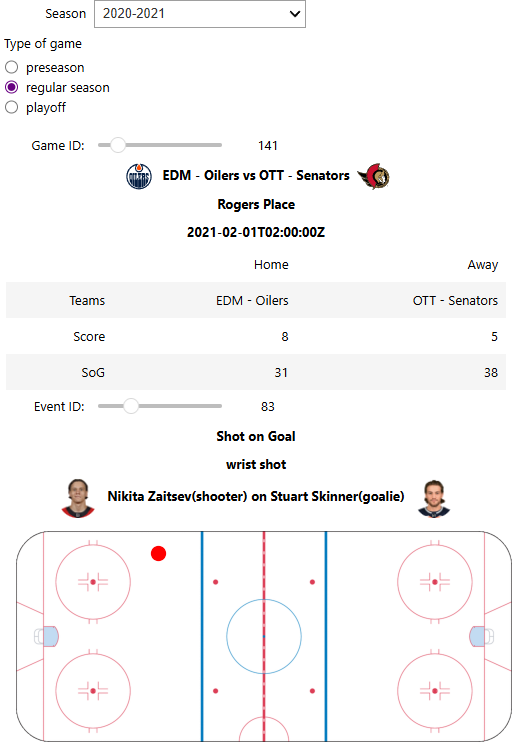 Season 2020-2021
Type of game
preseason
regular season
playoff
Game ID: 141
EDM - Oilers vs OTT - Senators
Rogers Place
2021-02-01T02:00:00Z
Home Away
Teams EDM - Oilers OTT - Senators
Score 8 5
SoG 31 38
Event ID: 83
Shot on Goal
wrist shot
Nikita Zaitsev(shooter) on Stuart Skinner(goalie)